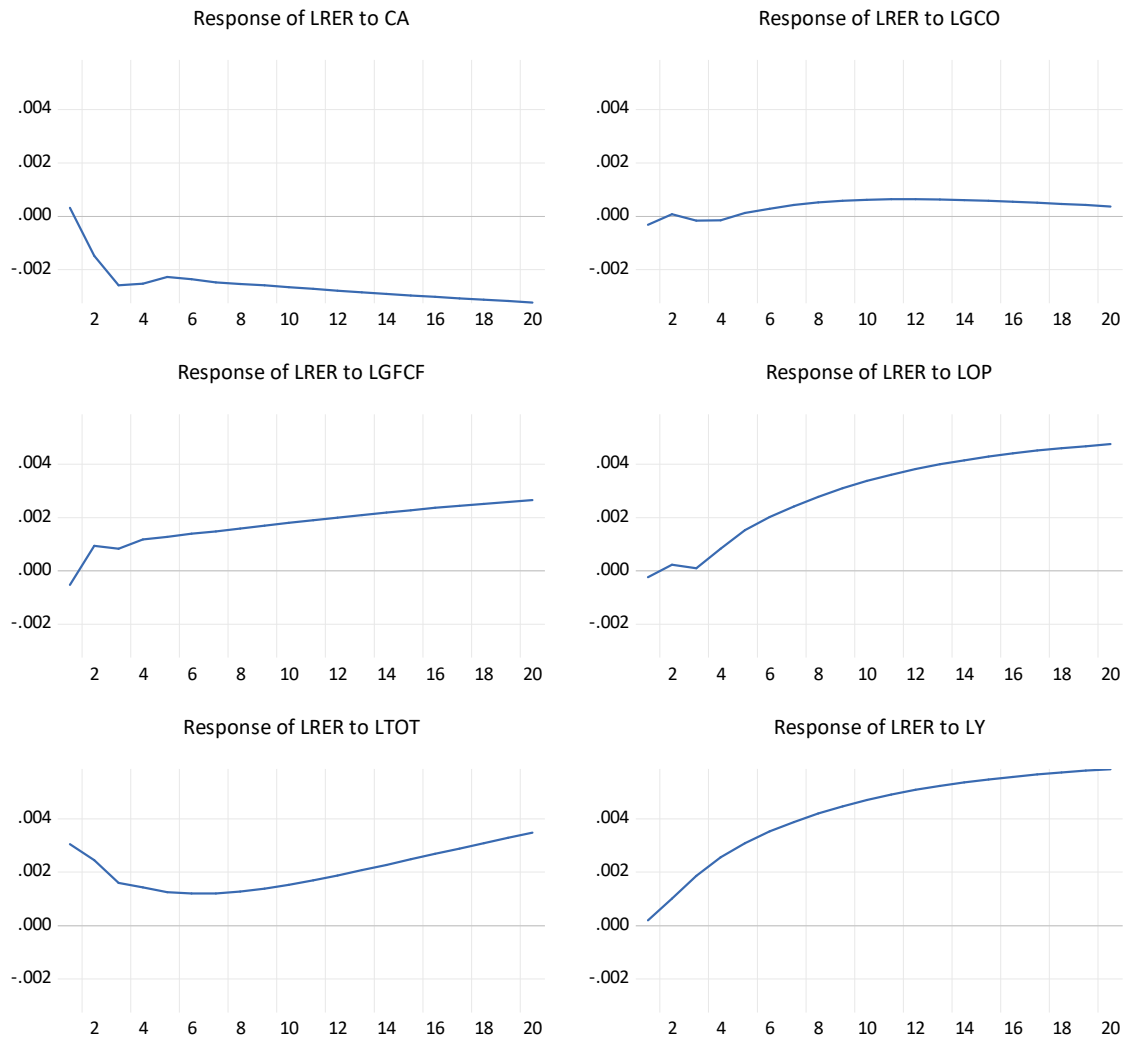 Response of LRER to CA
.004
.002
.000
-.002
2 4 6 8 10 12 14 16 18 20
Response of LRER to LGCO
.004
.002
.000
-.002
2 4 6 8 10 12 14 16 18 20
Response of LRER to LGFCF
.004
.002
.000
-.002
2 4 6 8 10 12 14 16 18 20
Response of LRER to LOP
.004
.002
.000
-.002
2 4 6 8 10 12 14 16 18 20
Response of LRER to LTOT
.004
.002
.000
-.002
2 4 6 8 10 12 14 16 18 20
Response of LRER to LY
.004
.002
.000
-.002
2 4 6 8 10 12 14 16 18 20